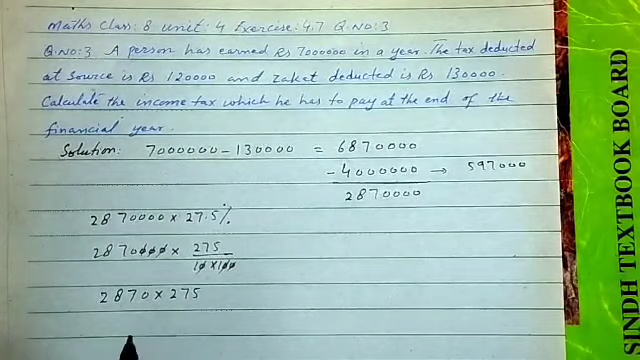 Maths Class: 8 unit: 4 Exercise: 4.7 Q.NO: 3
Q.NO: 3 A person has earned Rs 7000000 in a year. The tax deducted
at source is Rs 120000 and zakat deducted is Rs 130000.
Calculate the income tax which he has to pay at the end of the
financial year.
Solution: 7000000 - 130000 = 6870000
- 4000000 → 597000
2870000
2870000 × 27.5%
2870000 × 275/10×100
2870 × 275
SINDH TEXTBOOK BOARD